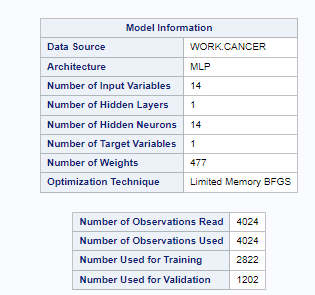 Model Information
Data Source WORK.CANCER
Architecture MLP
Number of Input Variables 14
Number of Hidden Layers 1
Number of Hidden Neurons 14
Number of Target Variables 1
Number of Weights 477
Optimization Technique Limited Memory BFGS
Number of Observations Read 4024
Number of Observations Used 4024
Number Used for Training 2822
Number Used for Validation 1202